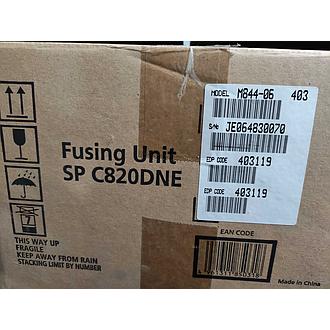 MODEL M844-06 403
S/N: JE064830070
EDP CODE 403119
EDP CODE 403119
Fusing Unit
SP C820DNE
THIS WAY UP
FRAGILE
KEEP AWAY FROM RAIN
STACKING LIMIT BY NUMBER
EAN CODE
Made in China